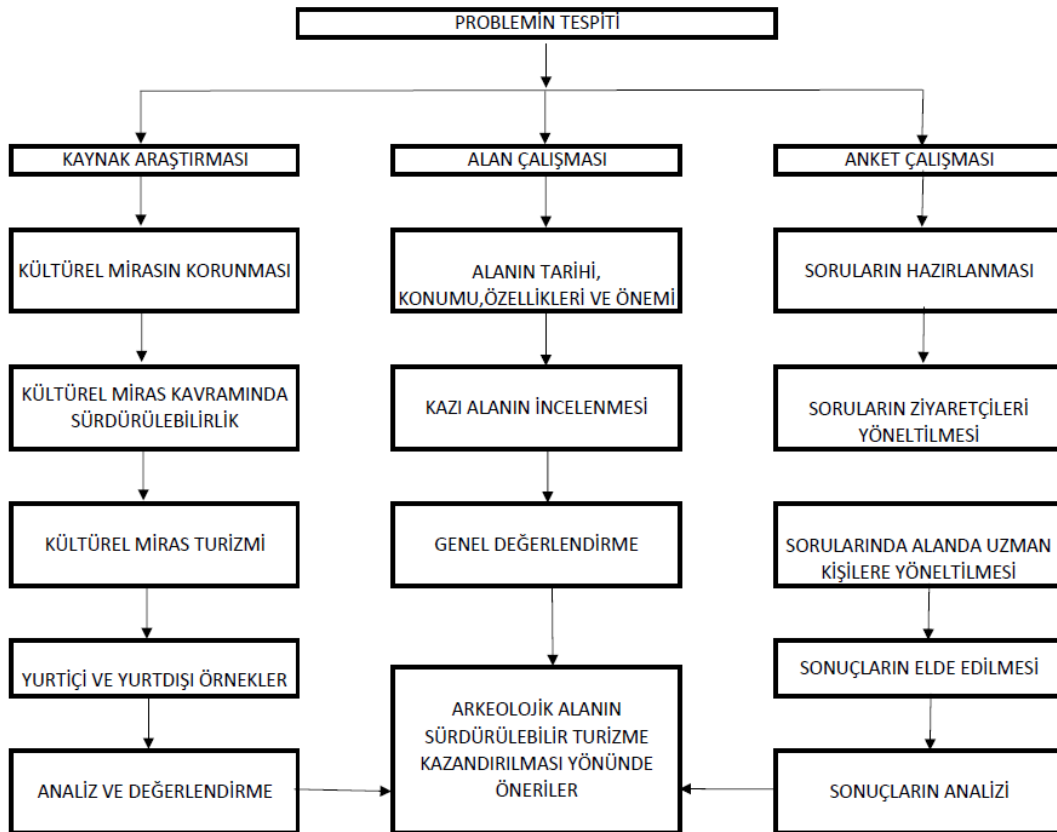 PROBLEMİN TESPİTİ
KAYNAK ARAŞTIRMASI
KÜLTÜREL MİRASIN KORUNMASI
KÜLTÜREL MİRAS KAVRAMINDA
SÜRDÜRÜLEBİLİRLİK
KÜLTÜREL MİRAS TURİZMİ
YURTİÇİ VE YURTDIŞI ÖRNEKLER
ANALİZ VE DEĞERLENDİRME
ALAN ÇALIŞMASI
ALANIN TARİHİ,
KONUMU,ÖZELLİKLERİ VE ÖNEMİ
KAZI ALANIN İNCELENMESİ
GENEL DEĞERLENDİRME
ARKEOLOJİK ALANIN
SÜRDÜRÜLEBİLİR TURİZME
KAZANDIRILMASI YÖNÜNDE
ÖNERİLER
ANKET ÇALIŞMASI
SORULARIN HAZIRLANMASI
SORULARIN ZİYARETÇİLERİ
YÖNELTİLMESİ
SORULARINDA ALANDA UZMAN
KİŞİLERE YÖNELTİLMESİ
SONUÇLARIN ELDE EDİLMESİ
SONUÇLARIN ANALİZİ